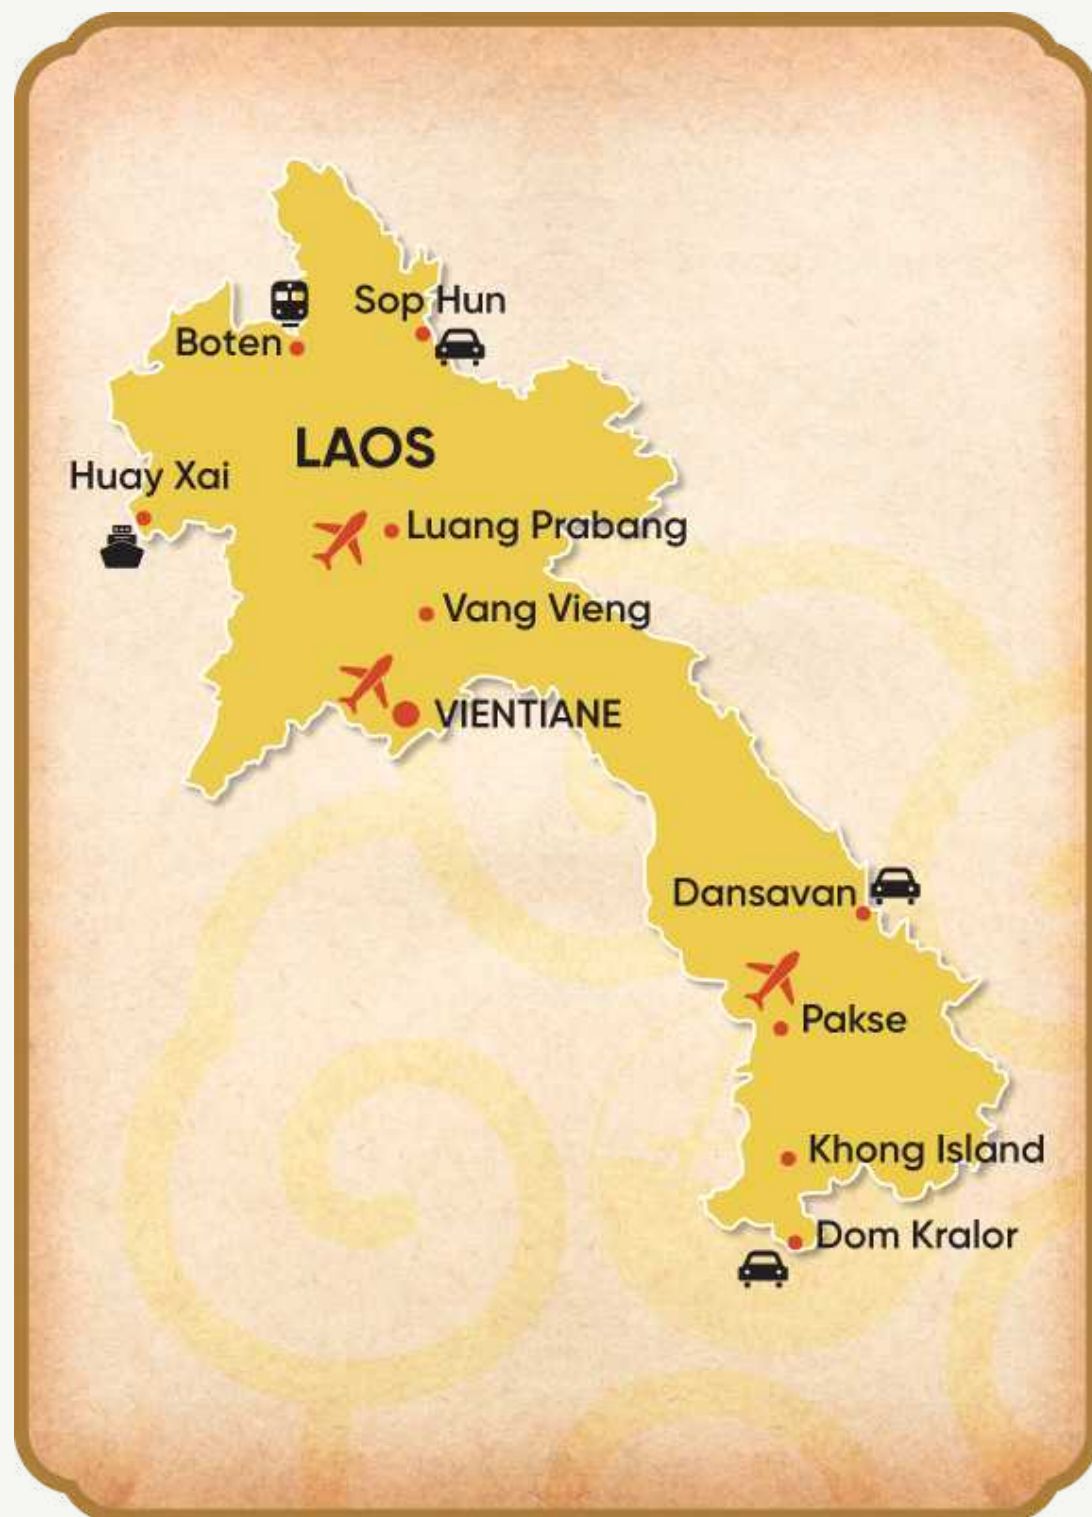 Sop Hun
Boten
LAOS
Huay Xai
Luang Prabang
Vang Vieng
VIENTIANE
Dansavan
Pakse
Khong Island
Dom Kralor